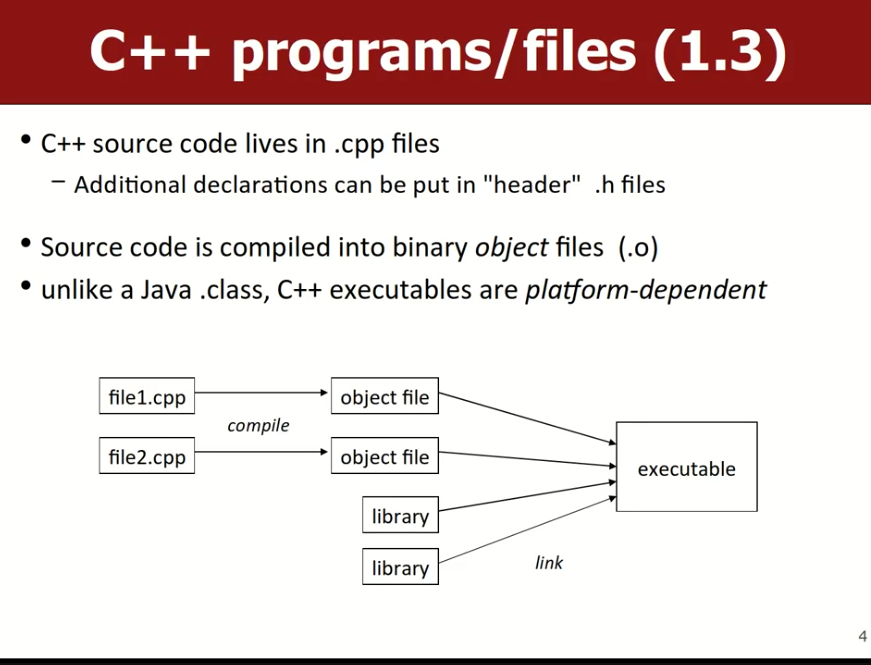 C++ programs/files (1.3)
• C++ source code lives in .cpp files
– Additional declarations can be put in "header" .h files
• Source code is compiled into binary object files (.o)
• unlike a Java .class, C++ executables are platform-dependent
file1.cpp
object file
compile
file2.cpp
object file
executable
library
library
link
4